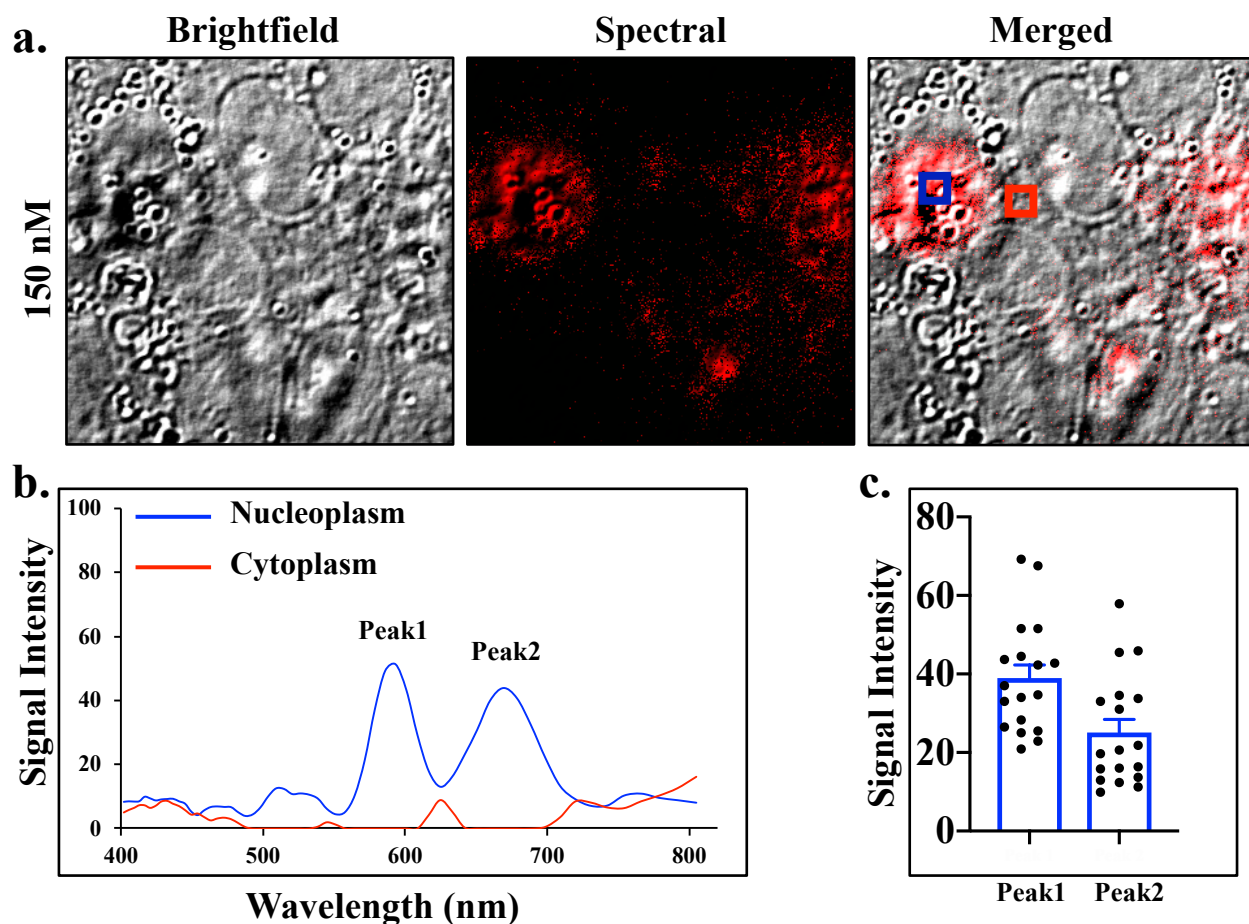 a.
Brightfield Spectral Merged
150 nM
b.
Signal Intensity
100
80
60
40
20
0
Nucleoplasm
Cytoplasm
Peak1
Peak2
400 500 600 700 800
Wavelength (nm)
c.
Signal Intensity
80
60
40
20
0
Peak1 Peak2